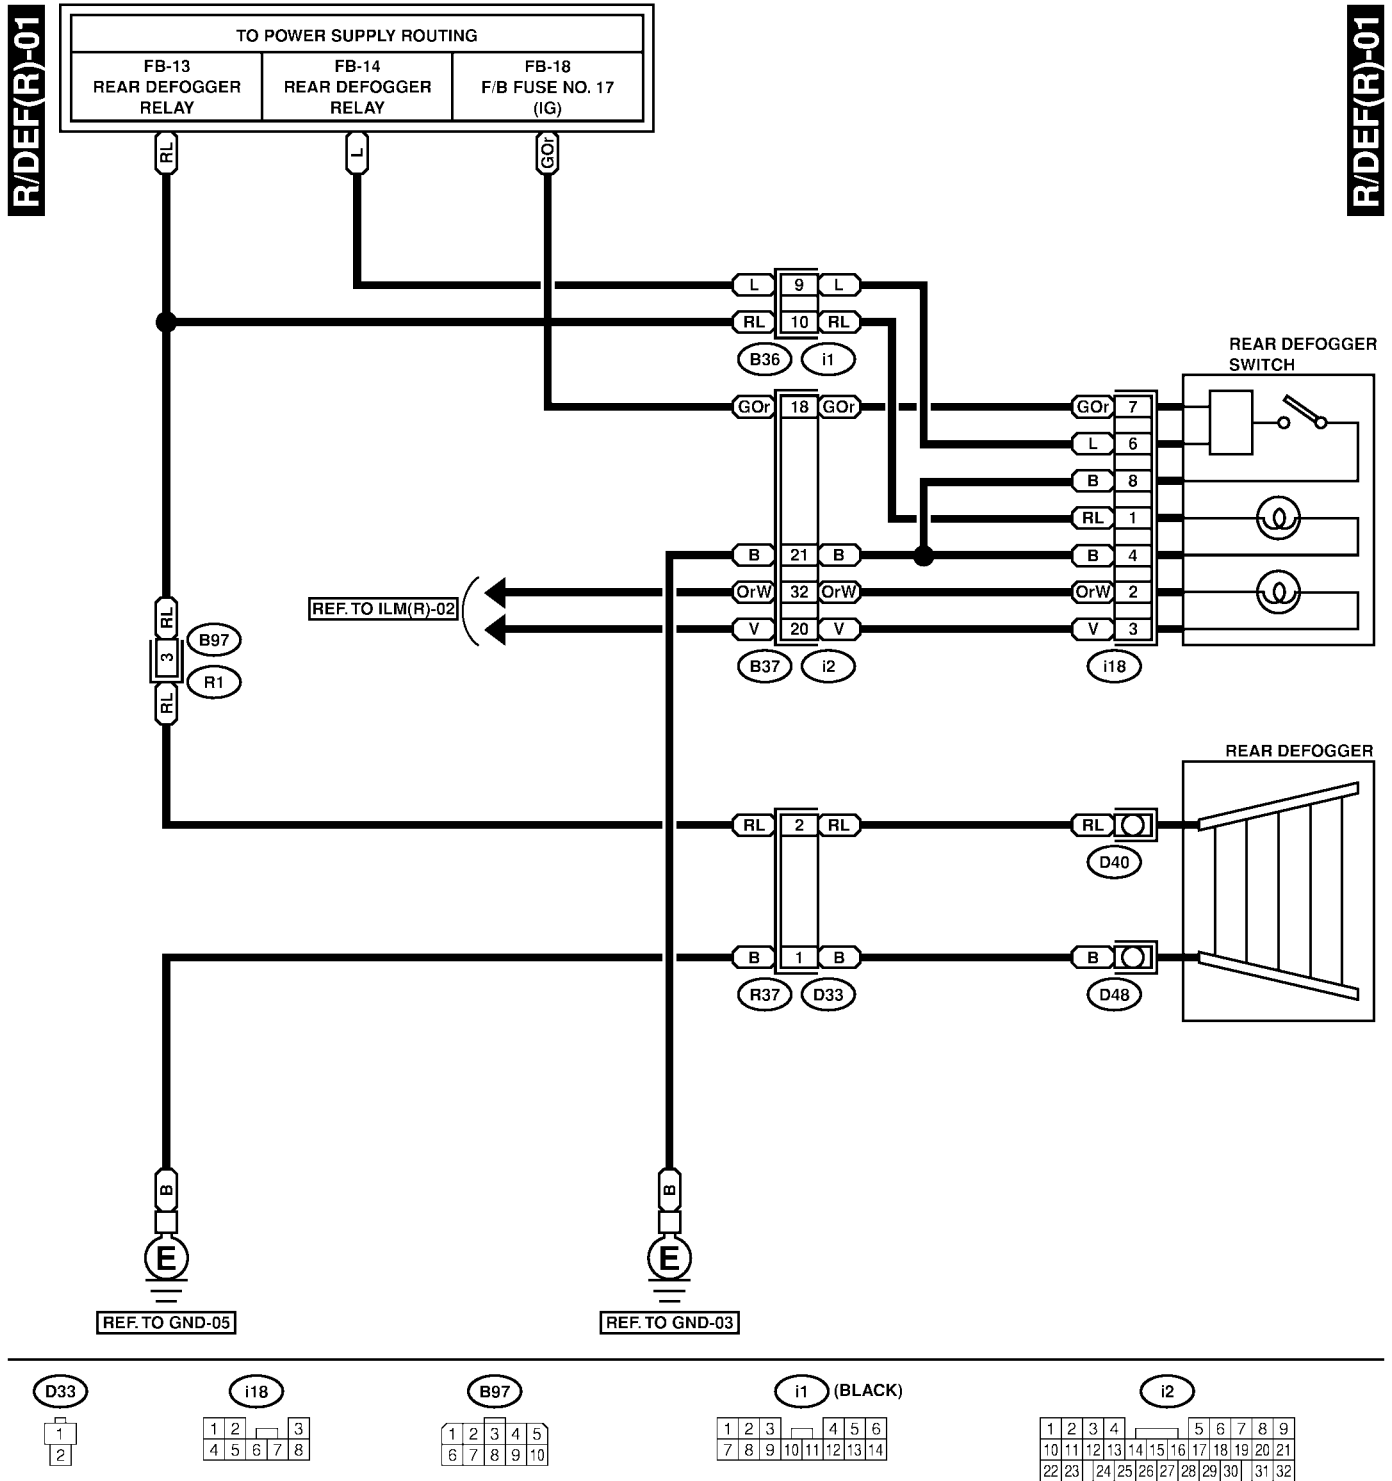 R/DEF(R)-01
R/DEF(R)-01
TO POWER SUPPLY ROUTING
FB-13
REAR DEFOGGER
RELAY
FB-14
REAR DEFOGGER
RELAY
FB-18
F/B FUSE NO. 17
(IG)
RL
L
GOr
L 9 L
RL 10 RL
B36 i1
REAR DEFOGGER
SWITCH
GOr 18 GOr
GOr 7
L 6
B 8
RL 1
B 21 B
B 4
OrW 32 OrW
OrW 2
V 20 V
V 3
REF. TO ILM(R)-02
B37 i2
i18
RL
3
B97
R1
RL
REAR DEFOGGER
RL 2 RL
RL
D40
B 1 B
B
R37 D33
D48
B
B
E
E
REF. TO GND-05
REF. TO GND-03
D33
1
2
i18
1 2 3
4 5 6 7 8
B97
1 2 3 4 5
6 7 8 9 10
i1 (BLACK)
1 2 3 4 5 6
7 8 9 10 11 12 13 14
i2
1 2 3 4 5 6 7 8 9
10 11 12 13 14 15 16 17 18 19 20 21
22 23 24 25 26 27 28 29 30 31 32